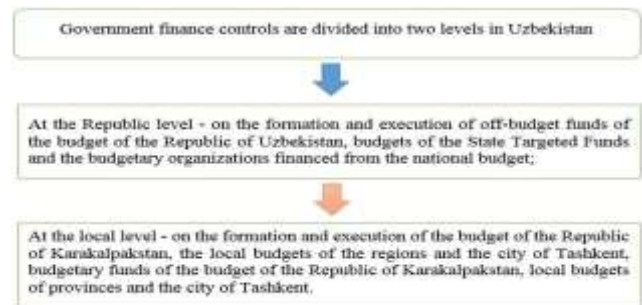 Government finance controls are divided into two levels in Uzbekistan
At the Republic level - on the formation and execution of off-budget funds of
the budget of the Republic of Uzbekistan, budgets of the State Targeted Funds
and the budgetary organizations financed from the national budget;
At the local level - on the formation and execution of the budget of the Republic
of Karakalpakstan, the local budgets of the regions and the city of Tashkent,
budgetary funds of the budget of the Republic of Karakalpakstan, local budgets
of provinces and the city of Tashkent.